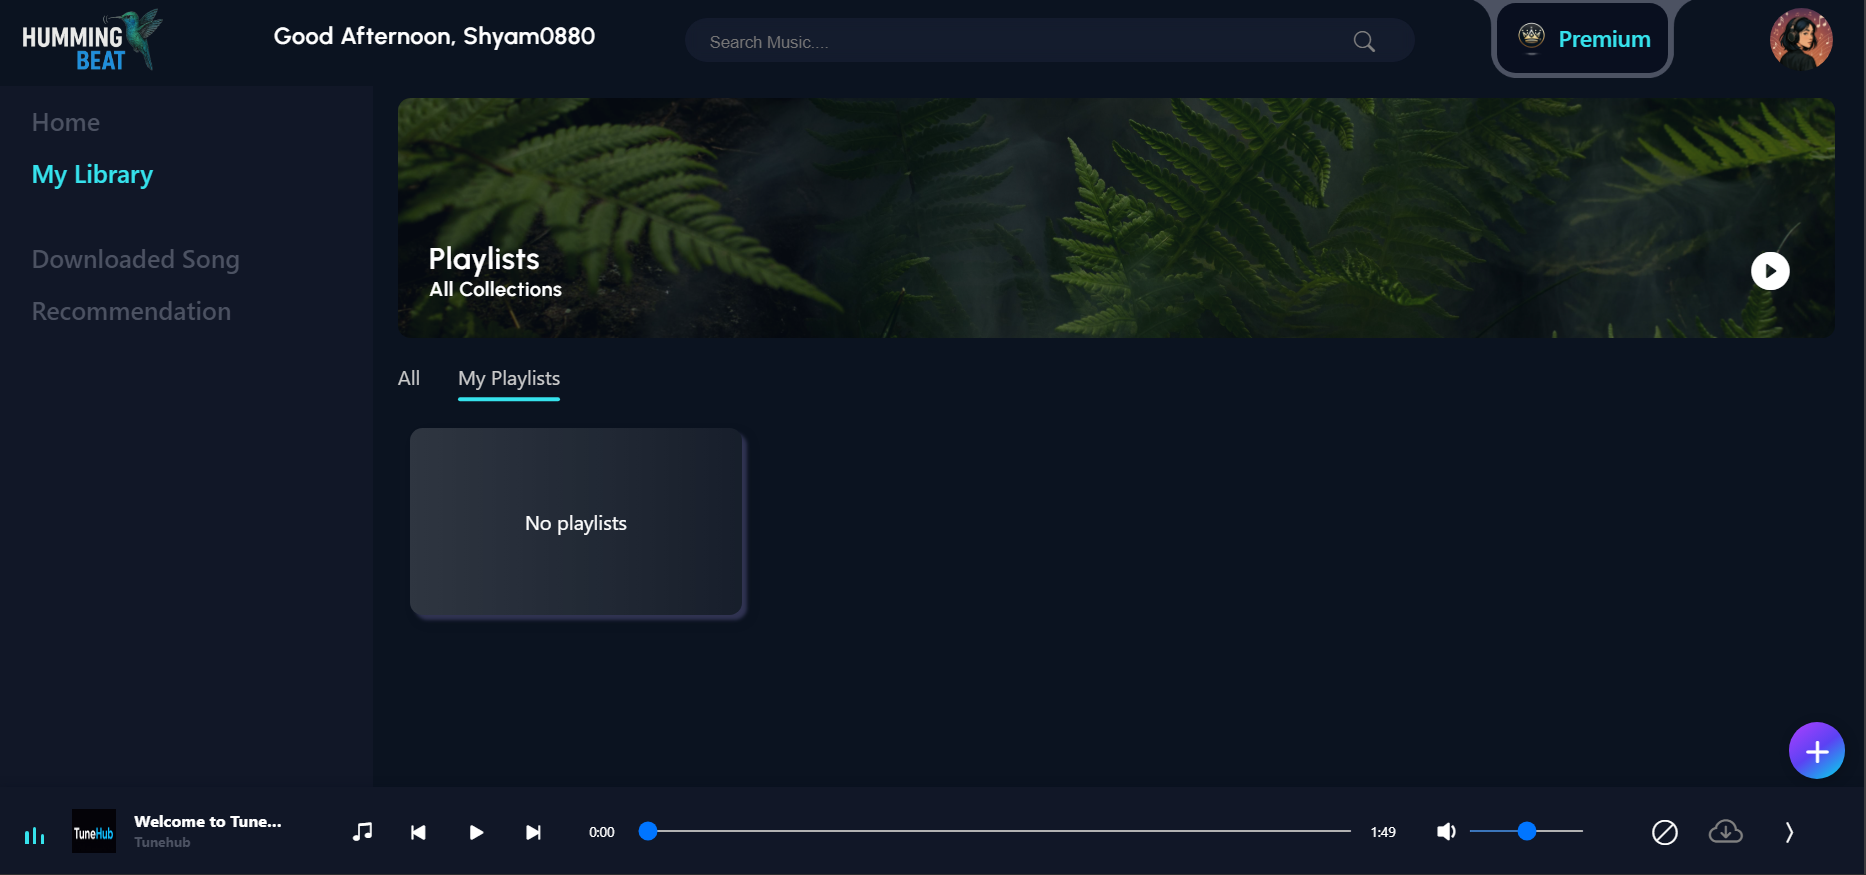 HUMMING
BEAT
Good Afternoon, Shyam0880
Search Music....
Premium
Home
My Library
Downloaded Song
Recommendation
Playlists
All Collections
All
My Playlists
No playlists
TuneHub
Welcome to Tune...
Tunehub
0:00
1:49